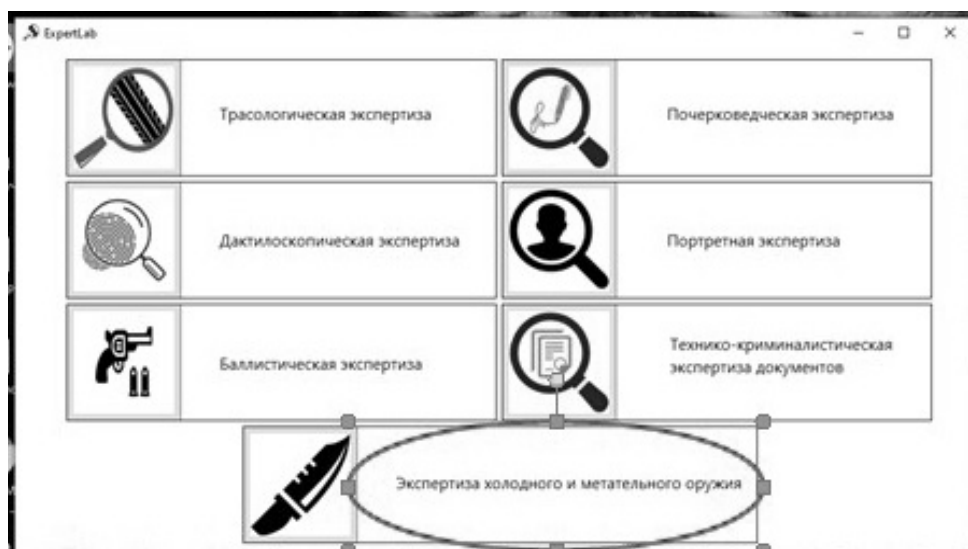 ExpertLab
Трасологическая экспертиза
Почерковедческая экспертиза
Дактилоскопическая экспертиза
Портретная экспертиза
Баллистическая экспертиза
Технико-криминалистическая
экспертиза документов
Экспертиза холодного и метательного оружия